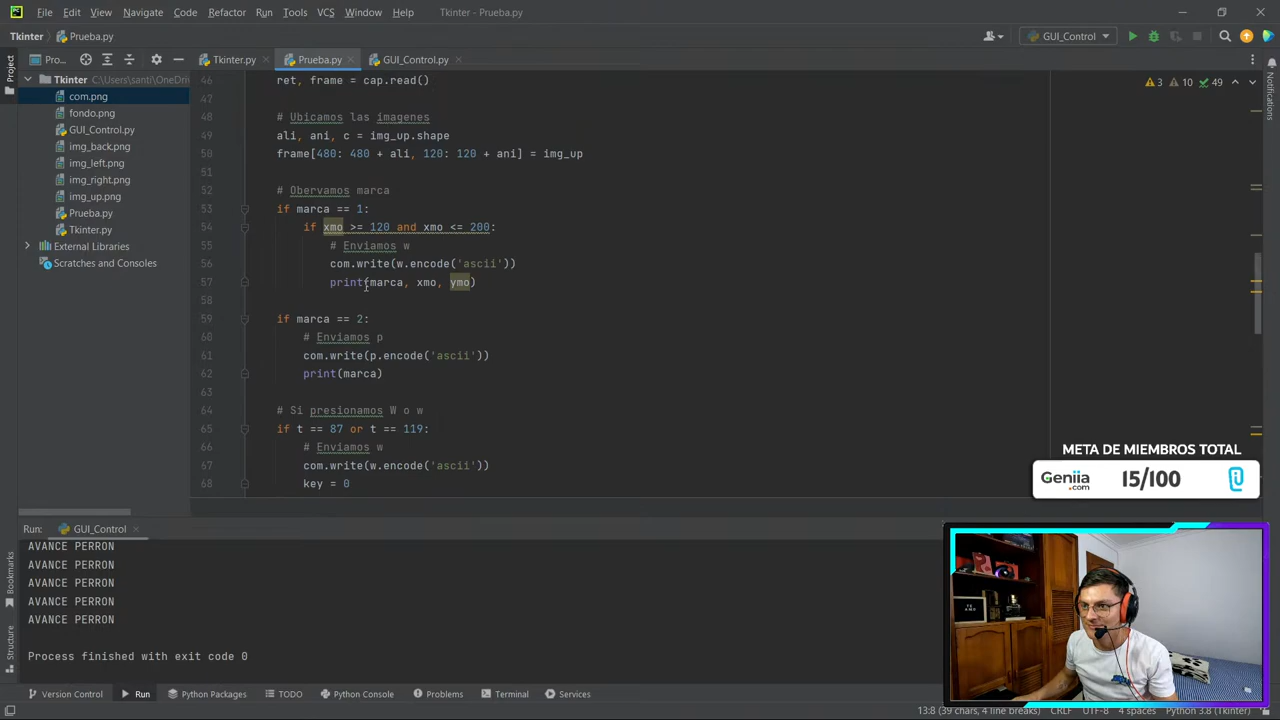 File Edit View Navigate Code Refactor Run Tools VCS Window Help Tkinter - Prueba.py
Tkinter Prueba.py GUI_Control
Pro... Tkinter.py Prueba.py GUI_Control.py
Project
Notifications
Tkinter C:\Users\santi\OneDriv
com.png
fondo.png
GUI_Control.py
img_back.png
img_left.png
img_right.png
img_up.png
Prueba.py
Tkinter.py
External Libraries
Scratches and Consoles
3 10 49
46 ret, frame = cap.read()
47
48 # Ubicamos las imagenes
49 ali, ani, c = img_up.shape
50 frame[480: 480 + ali, 120: 120 + ani] = img_up
51
52 # Obervamos marca
53 if marca == 1:
54 if xmo >= 120 and xmo <= 200:
55 # Enviamos w
56 com.write(w.encode('ascii'))
57 print(marca, xmo, ymo)
58
59 if marca == 2:
60 # Enviamos p
61 com.write(p.encode('ascii'))
62 print(marca)
63
64 # Si presionamos W o w
65 if t == 87 or t == 119:
66 # Enviamos w
67 com.write(w.encode('ascii'))
68 key = 0
META DE MIEMBROS TOTAL
Geniia.com 15/100
Run: GUI_Control
AVANCE PERRON
AVANCE PERRON
AVANCE PERRON
AVANCE PERRON
AVANCE PERRON
Process finished with exit code 0
Bookmarks
Structure
Version Control Run Python Packages TODO Python Console Problems Terminal Services
13:8 (39 chars, 4 line breaks) CRLF UTF-8 4 spaces Python 3.8 (Tkinter)